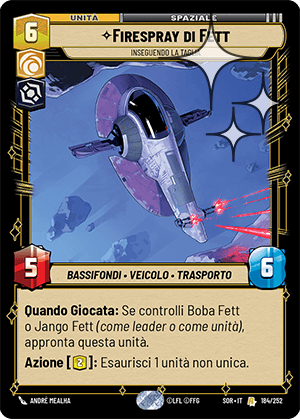 UNITÀ SPAZIALE
6
Firespray di Fett
INSEGUENDO LA TAGLIA
5
BASSIFONDI • VEICOLO • TRASPORTO
6
Quando Giocata: Se controlli Boba Fett
o Jango Fett (come leader o come unità),
appronta questa unità.
Azione [2]: Esaurisci 1 unità non unica.
ANDRÉ MEALHA
©LFL ©FFG
SOR•IT R 184/252